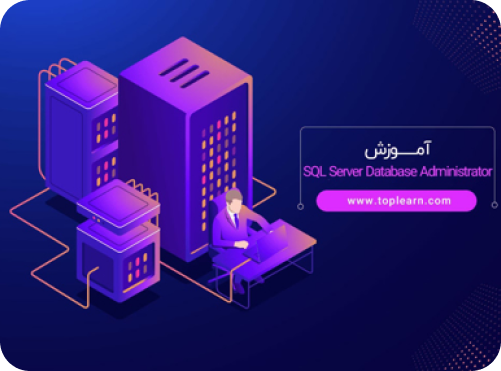 آمـــوزش
SQL Server Database Administrator
www.toplearn.com